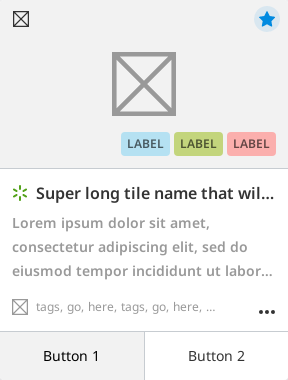 LABEL LABEL LABEL
Super long tile name that wil...
Lorem ipsum dolor sit amet,
consectetur adipiscing elit, sed do
eiusmod tempor incididunt ut labor...
tags, go, here, tags, go, here, ...
Button 1 Button 2